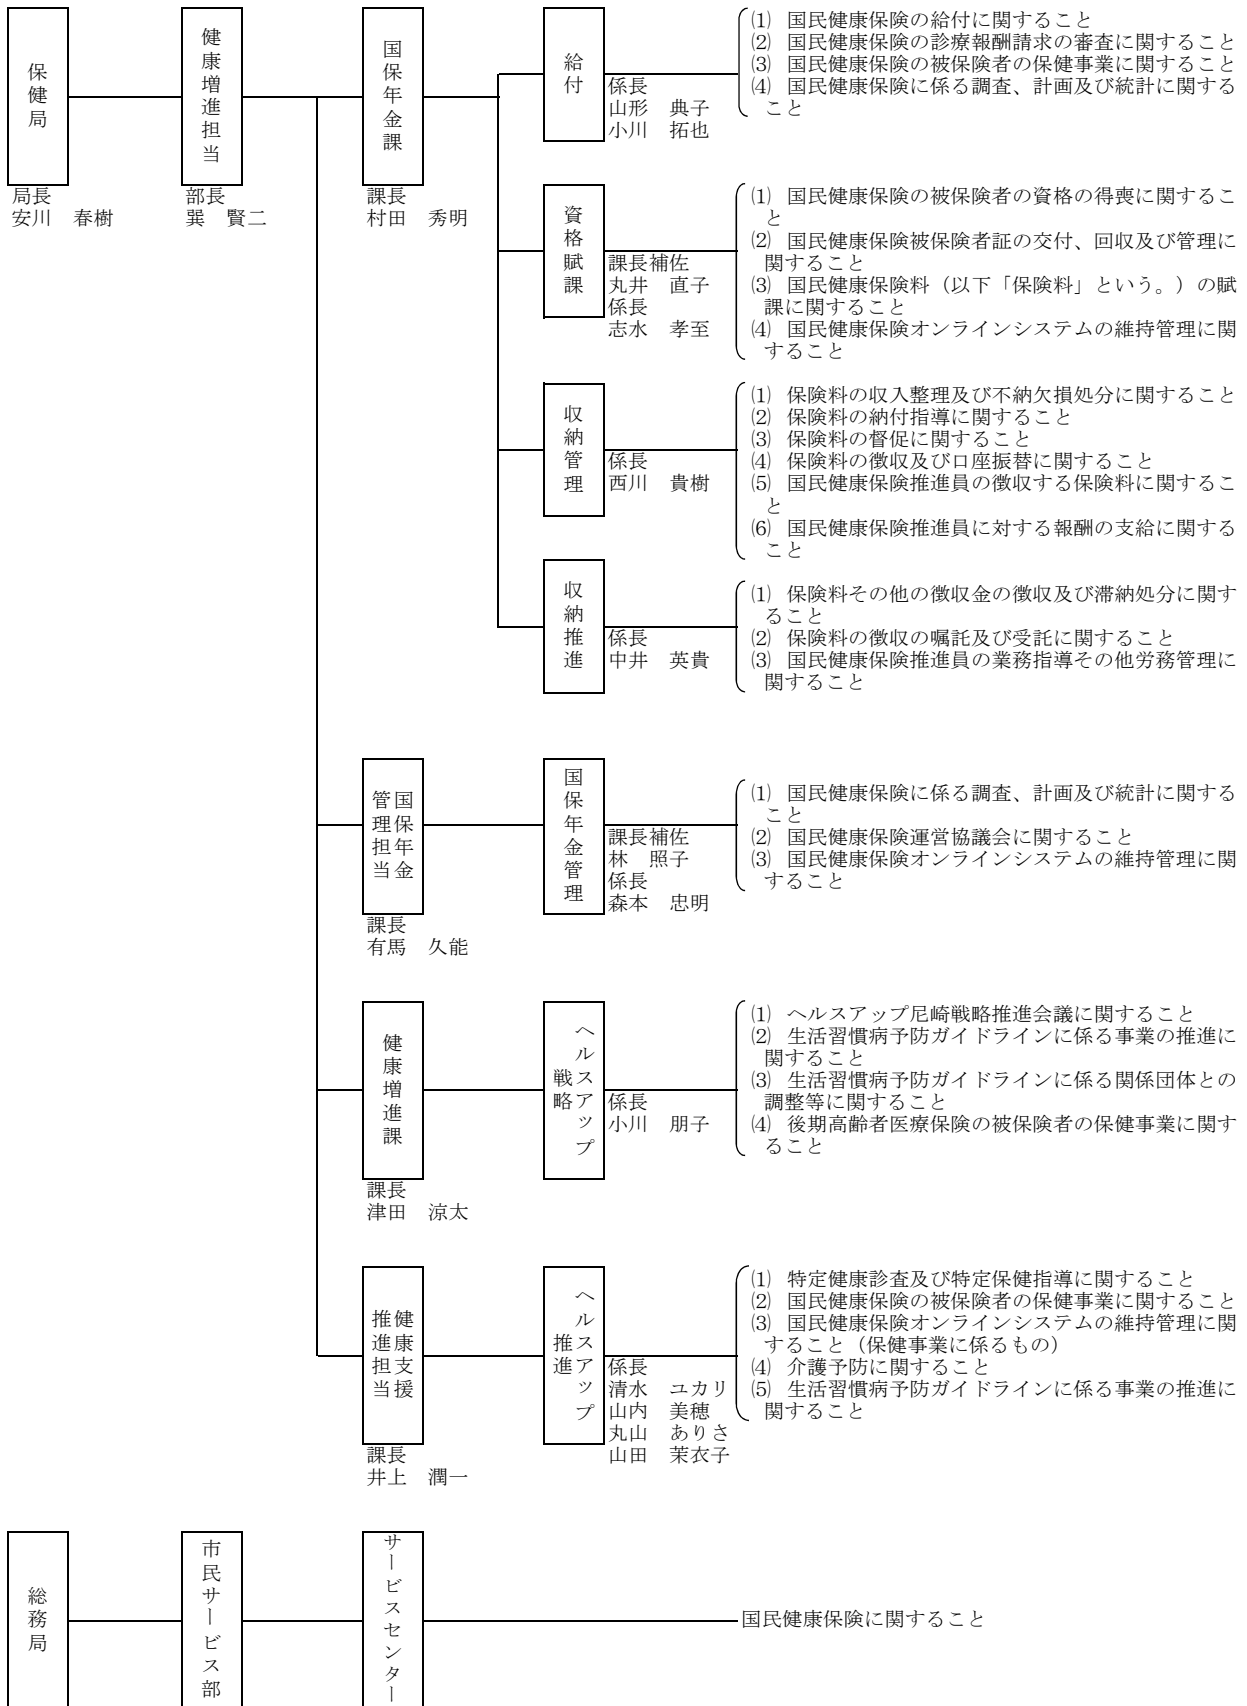 保健局
局長
安川　春樹
健康増進担当
部長
巽　賢二
国保年金課
課長
村田　秀明
給付
係長
山形　典子
小川　拓也
⑴　国民健康保険の給付に関すること
⑵　国民健康保険の診療報酬請求の審査に関すること
⑶　国民健康保険の被保険者の保健事業に関すること
⑷　国民健康保険に係る調査、計画及び統計に関する
こと
資格賦課
課長補佐
丸井　直子
係長
志水　孝至
⑴　国民健康保険の被保険者の資格の得喪に関するこ
と
⑵　国民健康保険被保険者証の交付、回収及び管理に
関すること
⑶　国民健康保険料（以下「保険料」という。）の賦
課に関すること
⑷　国民健康保険オンラインシステムの維持管理に関
すること
収納管理
係長
西川　貴樹
⑴　保険料の収入整理及び不納欠損処分に関すること
⑵　保険料の納付指導に関すること
⑶　保険料の督促に関すること
⑷　保険料の徴収及び口座振替に関すること
⑸　国民健康保険推進員の徴収する保険料に関するこ
と
⑹　国民健康保険推進員に対する報酬の支給に関する
こと
収納推進
係長
中井　英貴
⑴　保険料その他の徴収金の徴収及び滞納処分に関す
ること
⑵　保険料の徴収の嘱託及び受託に関すること
⑶　国民健康保険推進員の業務指導その他労務管理に
関すること
国保年金
管理担当
課長
有馬　久能
国保年金管理
課長補佐
林　照子
係長
森本　忠明
⑴　国民健康保険に係る調査、計画及び統計に関する
こと
⑵　国民健康保険運営協議会に関すること
⑶　国民健康保険オンラインシステムの維持管理に関
すること
健康増進課
課長
津田　涼太
ヘルスアップ
戦略
係長
小川　朋子
⑴　ヘルスアップ尼崎戦略推進会議に関すること
⑵　生活習慣病予防ガイドラインに係る事業の推進に
関すること
⑶　生活習慣病予防ガイドラインに係る関係団体との
調整等に関すること
⑷　後期高齢者医療保険の被保険者の保健事業に関す
ること
健康支援
推進担当
課長
井上　潤一
ヘルスアップ
推進
係長
清水　ユカリ
山内　美穂
丸山　ありさ
山田　茉衣子
⑴　特定健康診査及び特定保健指導に関すること
⑵　国民健康保険の被保険者の保健事業に関すること
⑶　国民健康保険オンラインシステムの維持管理に関
すること（保健事業に係るもの）
⑷　介護予防に関すること
⑸　生活習慣病予防ガイドラインに係る事業の推進に
関すること
総務局
市民サービス部
サービスセンター
国民健康保険に関すること